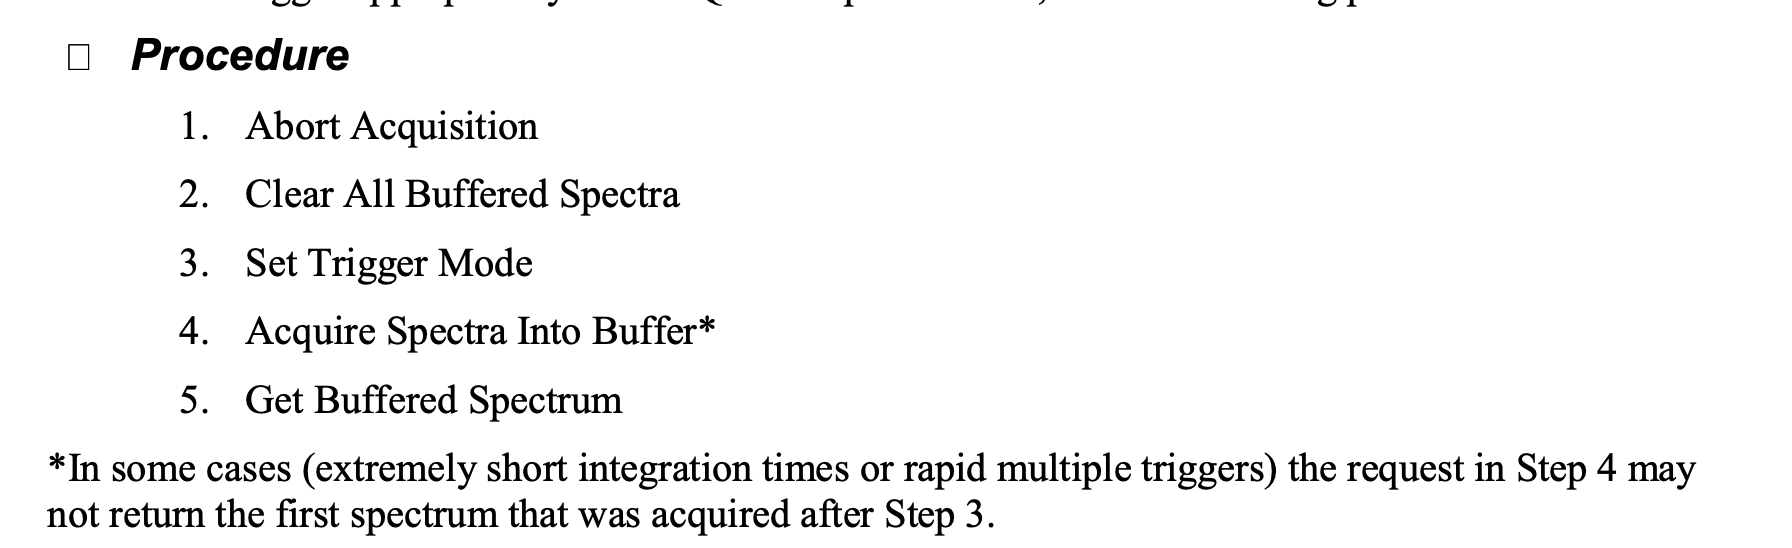 Procedure
1. Abort Acquisition
2. Clear All Buffered Spectra
3. Set Trigger Mode
4. Acquire Spectra Into Buffer*
5. Get Buffered Spectrum
*In some cases (extremely short integration times or rapid multiple triggers) the request in Step 4 may
not return the first spectrum that was acquired after Step 3.